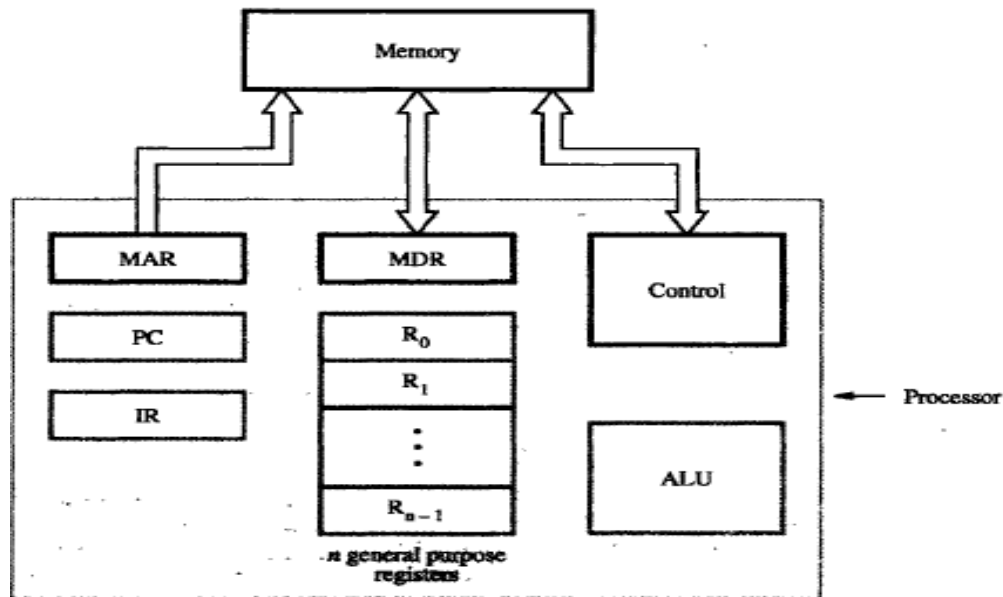 Memory
MAR
MDR
Control
PC
R0
R1
IR
Processor
ALU
Rn-1
n general purpose
registers